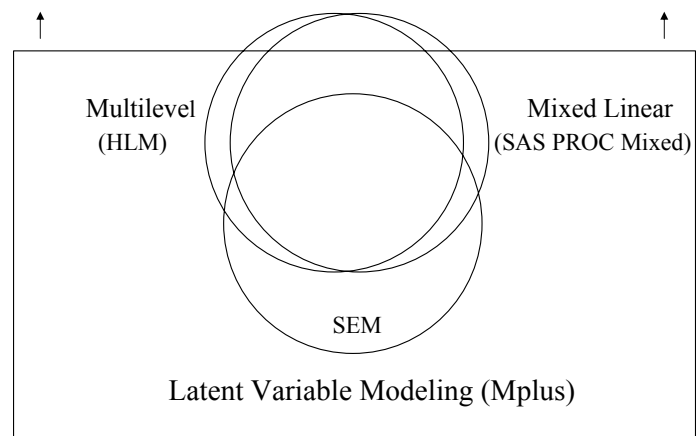 Multilevel
(HLM)
Mixed Linear
(SAS PROC Mixed)
SEM
Latent Variable Modeling (Mplus)